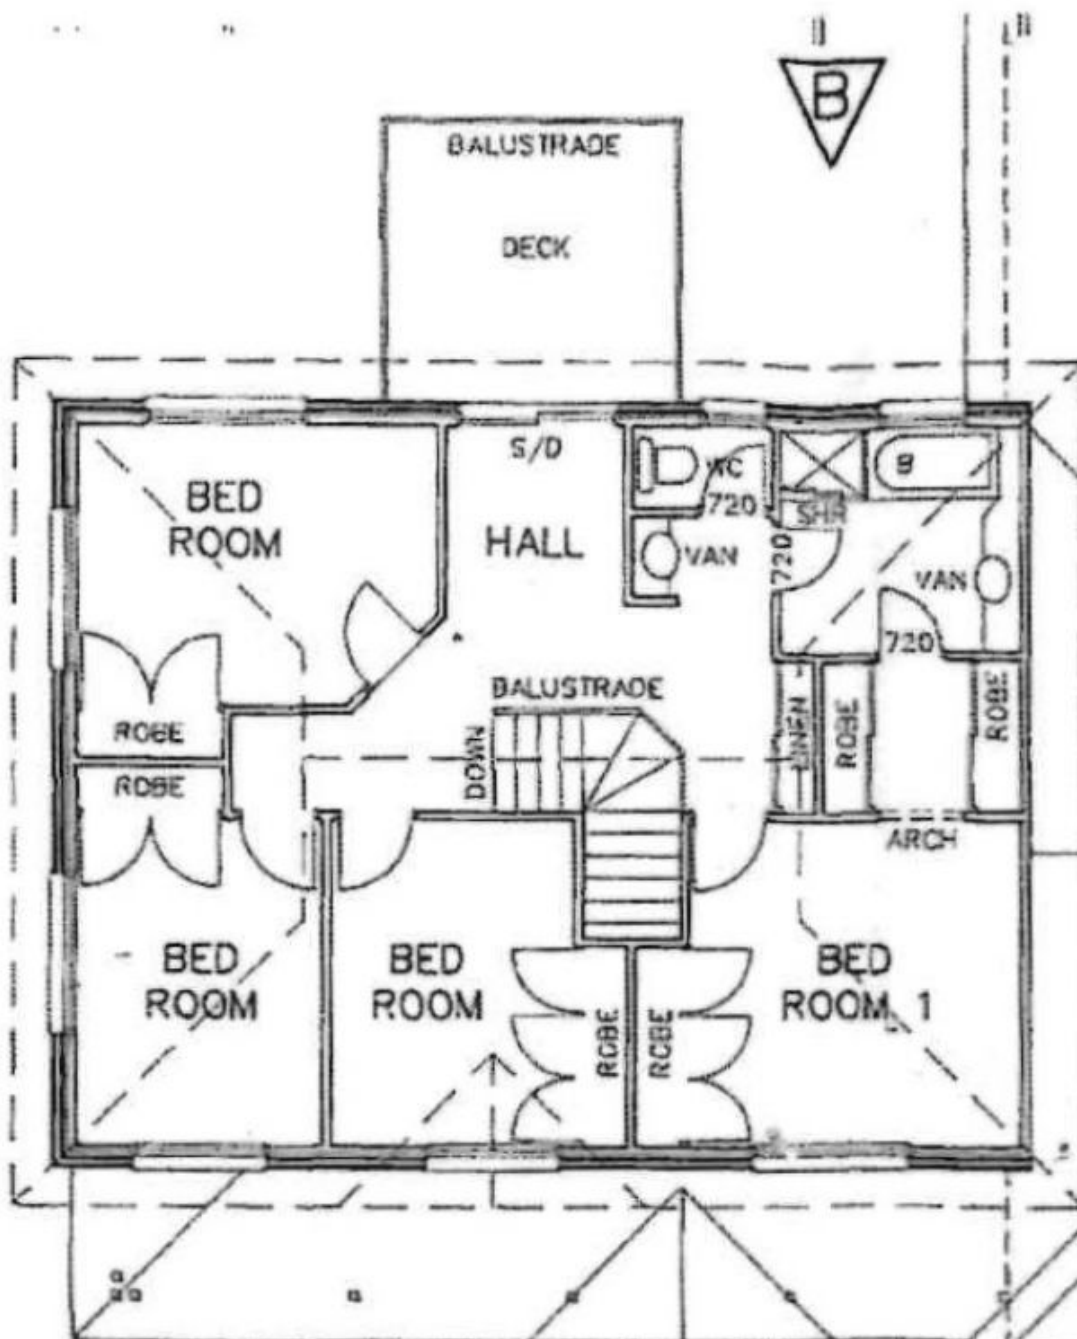 B
BALUSTRADE
DECK
S/D
BED
ROOM
HALL
WC
720
VAN
SHR
B
720
VAN
720
ROBE
ROBE
BALUSTRADE
DOWN
LINEN
ROBE
ROBE
ARCH
BED
ROOM
BED
ROOM
ROBE
ROBE
BED
ROOM 1